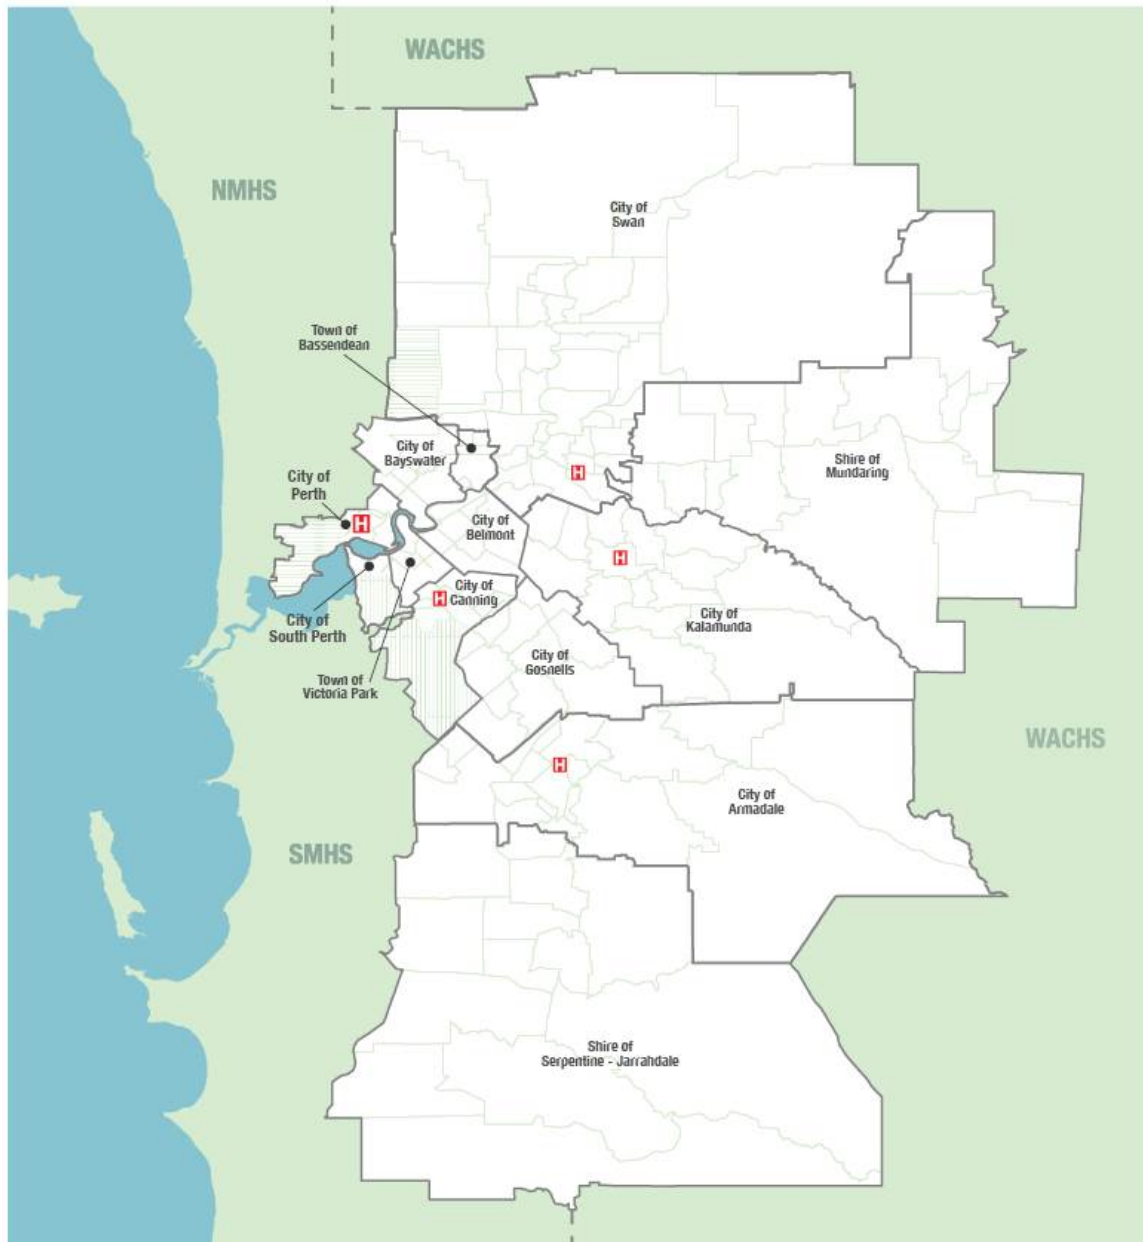 WACHS
NMHS
City of
Swan
Town of
Bassendean
City of
Bayswater
Shire of
Mundaring
City of
Perth
H
H
City of
Belmont
H
City of
Canning
H
City of
South Perth
City of
Kalamunda
City of
Gosnells
Town of
Victoria Park
WACHS
H
City of
Armadale
SMHS
Shire of
Serpentine - Jarrahdale